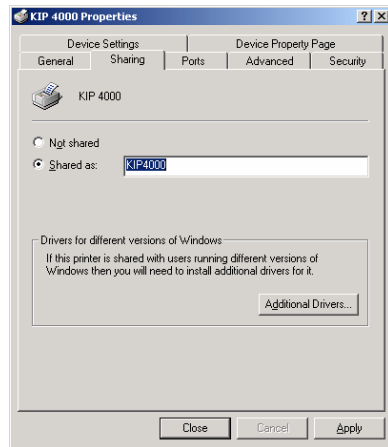 KIP 4000 Properties
Device Settings Device Property Page
General Sharing Ports Advanced Security
KIP 4000
Not shared
Shared as: KIP4000
Drivers for different versions of Windows
If this printer is shared with users running different versions of
Windows then you will need to install additional drivers for it.
Additional Drivers...
Close Cancel Apply